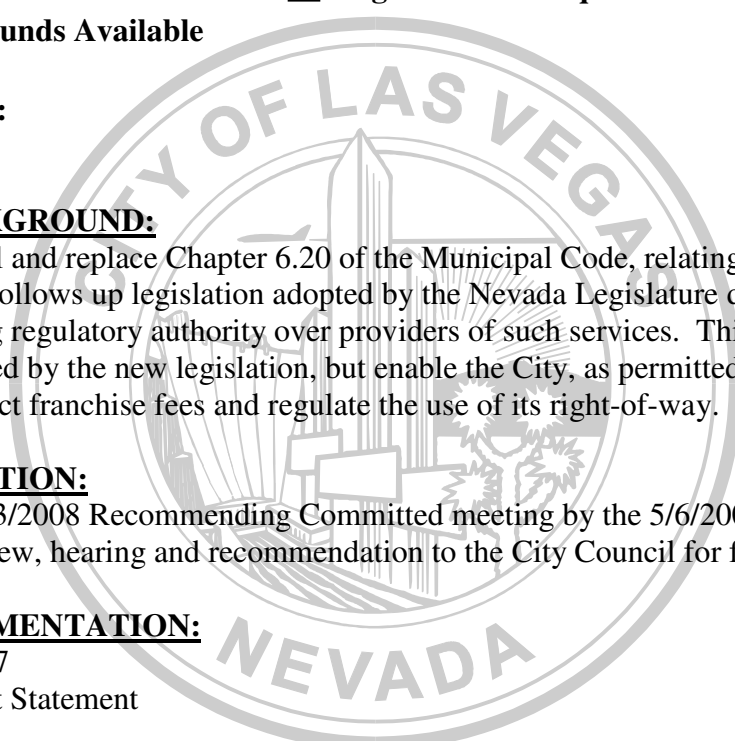 unds Available
:
KGROUND:
l and replace Chapter 6.20 of the Municipal Code, relating
ollows up legislation adopted by the Nevada Legislature
g regulatory authority over providers of such services. Thi
ed by the new legislation, but enable the City, as permitted
ct franchise fees and regulate the use of its right-of-way.
TION:
3/2008 Recommending Committed meeting by the 5/6/200
ew, hearing and recommendation to the City Council for f
MENTATION:
7
t Statement
CITY OF LAS VEGAS
NEVADA